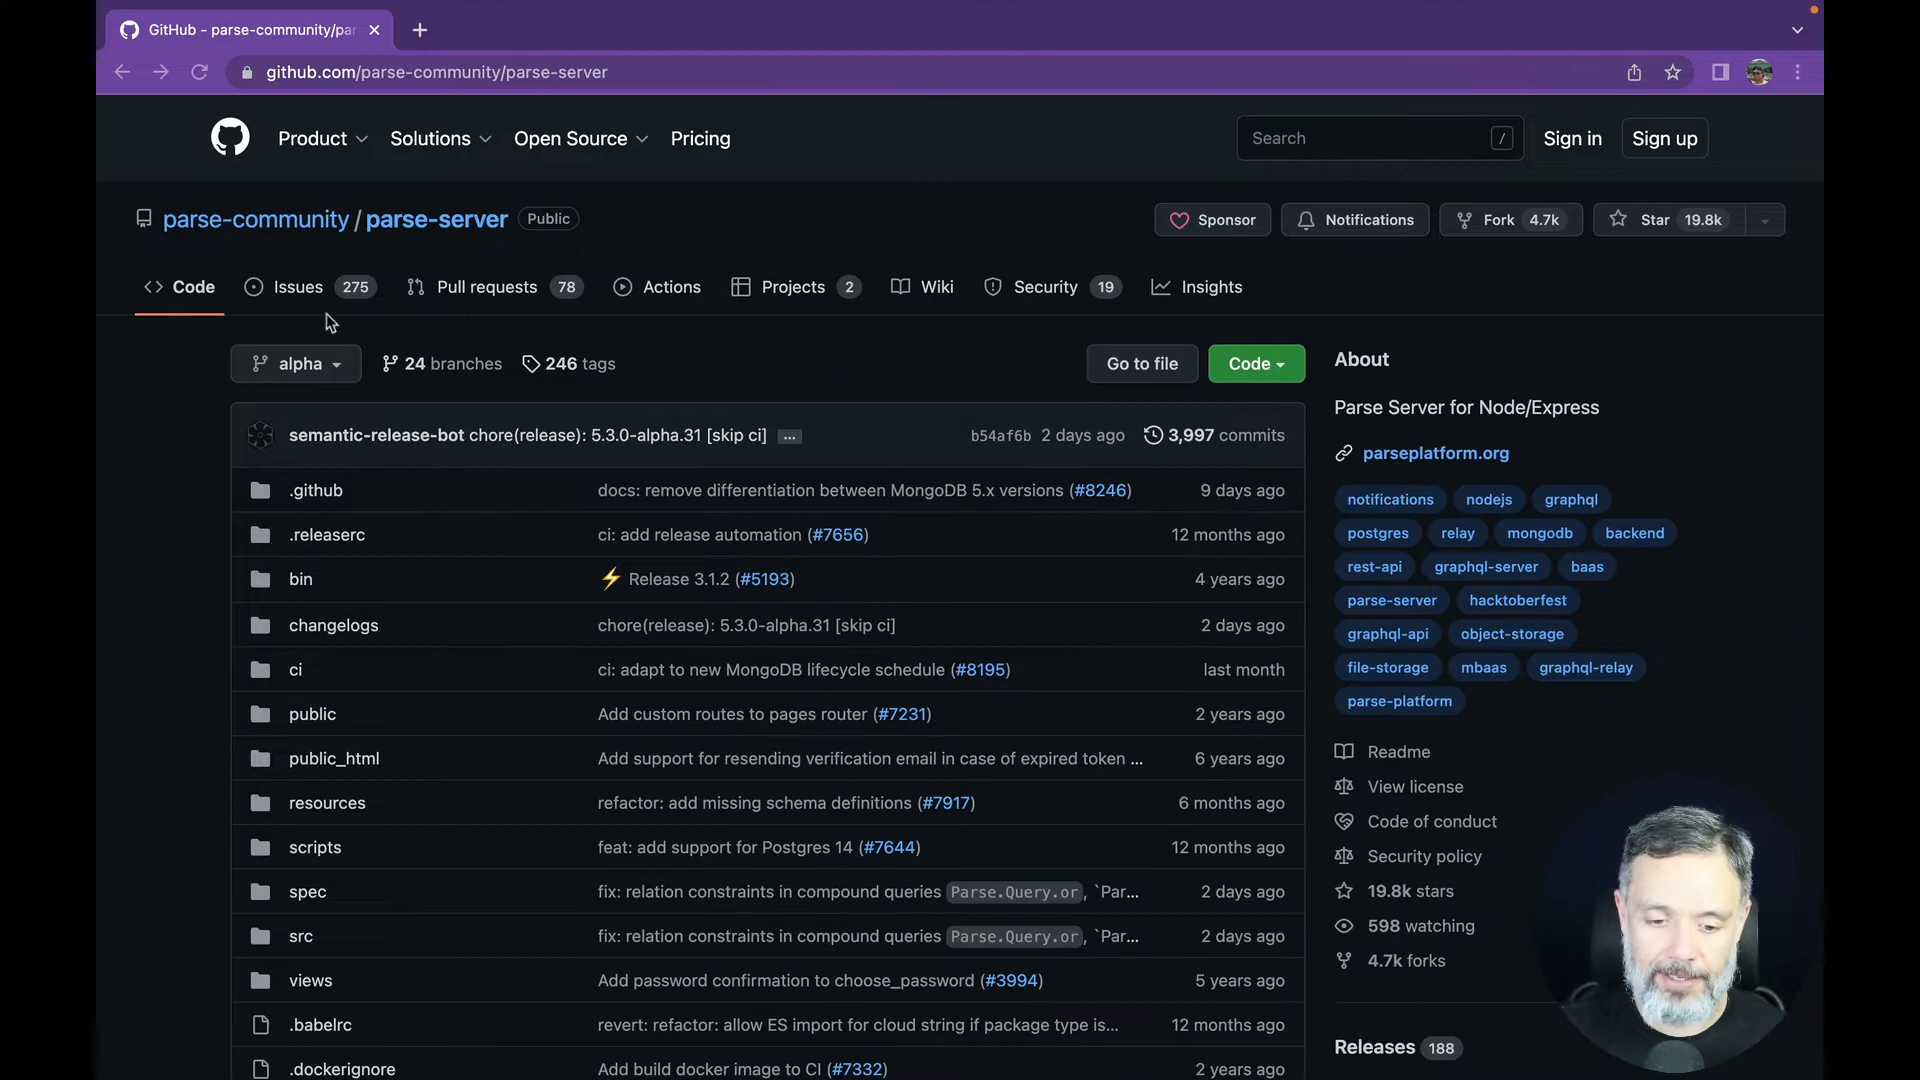 GitHub - parse-community/par
github.com/parse-community/parse-server
Product Solutions Open Source Pricing
Search / Sign in Sign up
parse-community / parse-server Public
Sponsor Notifications Fork 4.7k Star 19.8k
Code Issues 275 Pull requests 78 Actions Projects 2 Wiki Security 19 Insights
alpha 24 branches 246 tags Go to file Code
semantic-release-bot chore(release): 5.3.0-alpha.31 [skip ci] ... b54af6b 2 days ago 3,997 commits
.github docs: remove differentiation between MongoDB 5.x versions (#8246) 9 days ago
.releaserc ci: add release automation (#7656) 12 months ago
bin ⚡ Release 3.1.2 (#5193) 4 years ago
changelogs chore(release): 5.3.0-alpha.31 [skip ci] 2 days ago
ci ci: adapt to new MongoDB lifecycle schedule (#8195) last month
public Add custom routes to pages router (#7231) 2 years ago
public_html Add support for resending verification email in case of expired token ... 6 years ago
resources refactor: add missing schema definitions (#7917) 6 months ago
scripts feat: add support for Postgres 14 (#7644) 12 months ago
spec fix: relation constraints in compound queries Parse.Query.or, `Par... 2 days ago
src fix: relation constraints in compound queries Parse.Query.or, `Par... 2 days ago
views Add password confirmation to choose_password (#3994) 5 years ago
.babelrc revert: refactor: allow ES import for cloud string if package type is... 12 months ago
.dockerignore Add build docker image to CI (#7332) 2 years ago
About
Parse Server for Node/Express
parseplatform.org
notifications nodejs graphql
postgres relay mongodb backend
rest-api graphql-server baas
parse-server hacktoberfest
graphql-api object-storage
file-storage mbaas graphql-relay
parse-platform
Readme
View license
Code of conduct
Security policy
19.8k stars
598 watching
4.7k forks
Releases 188